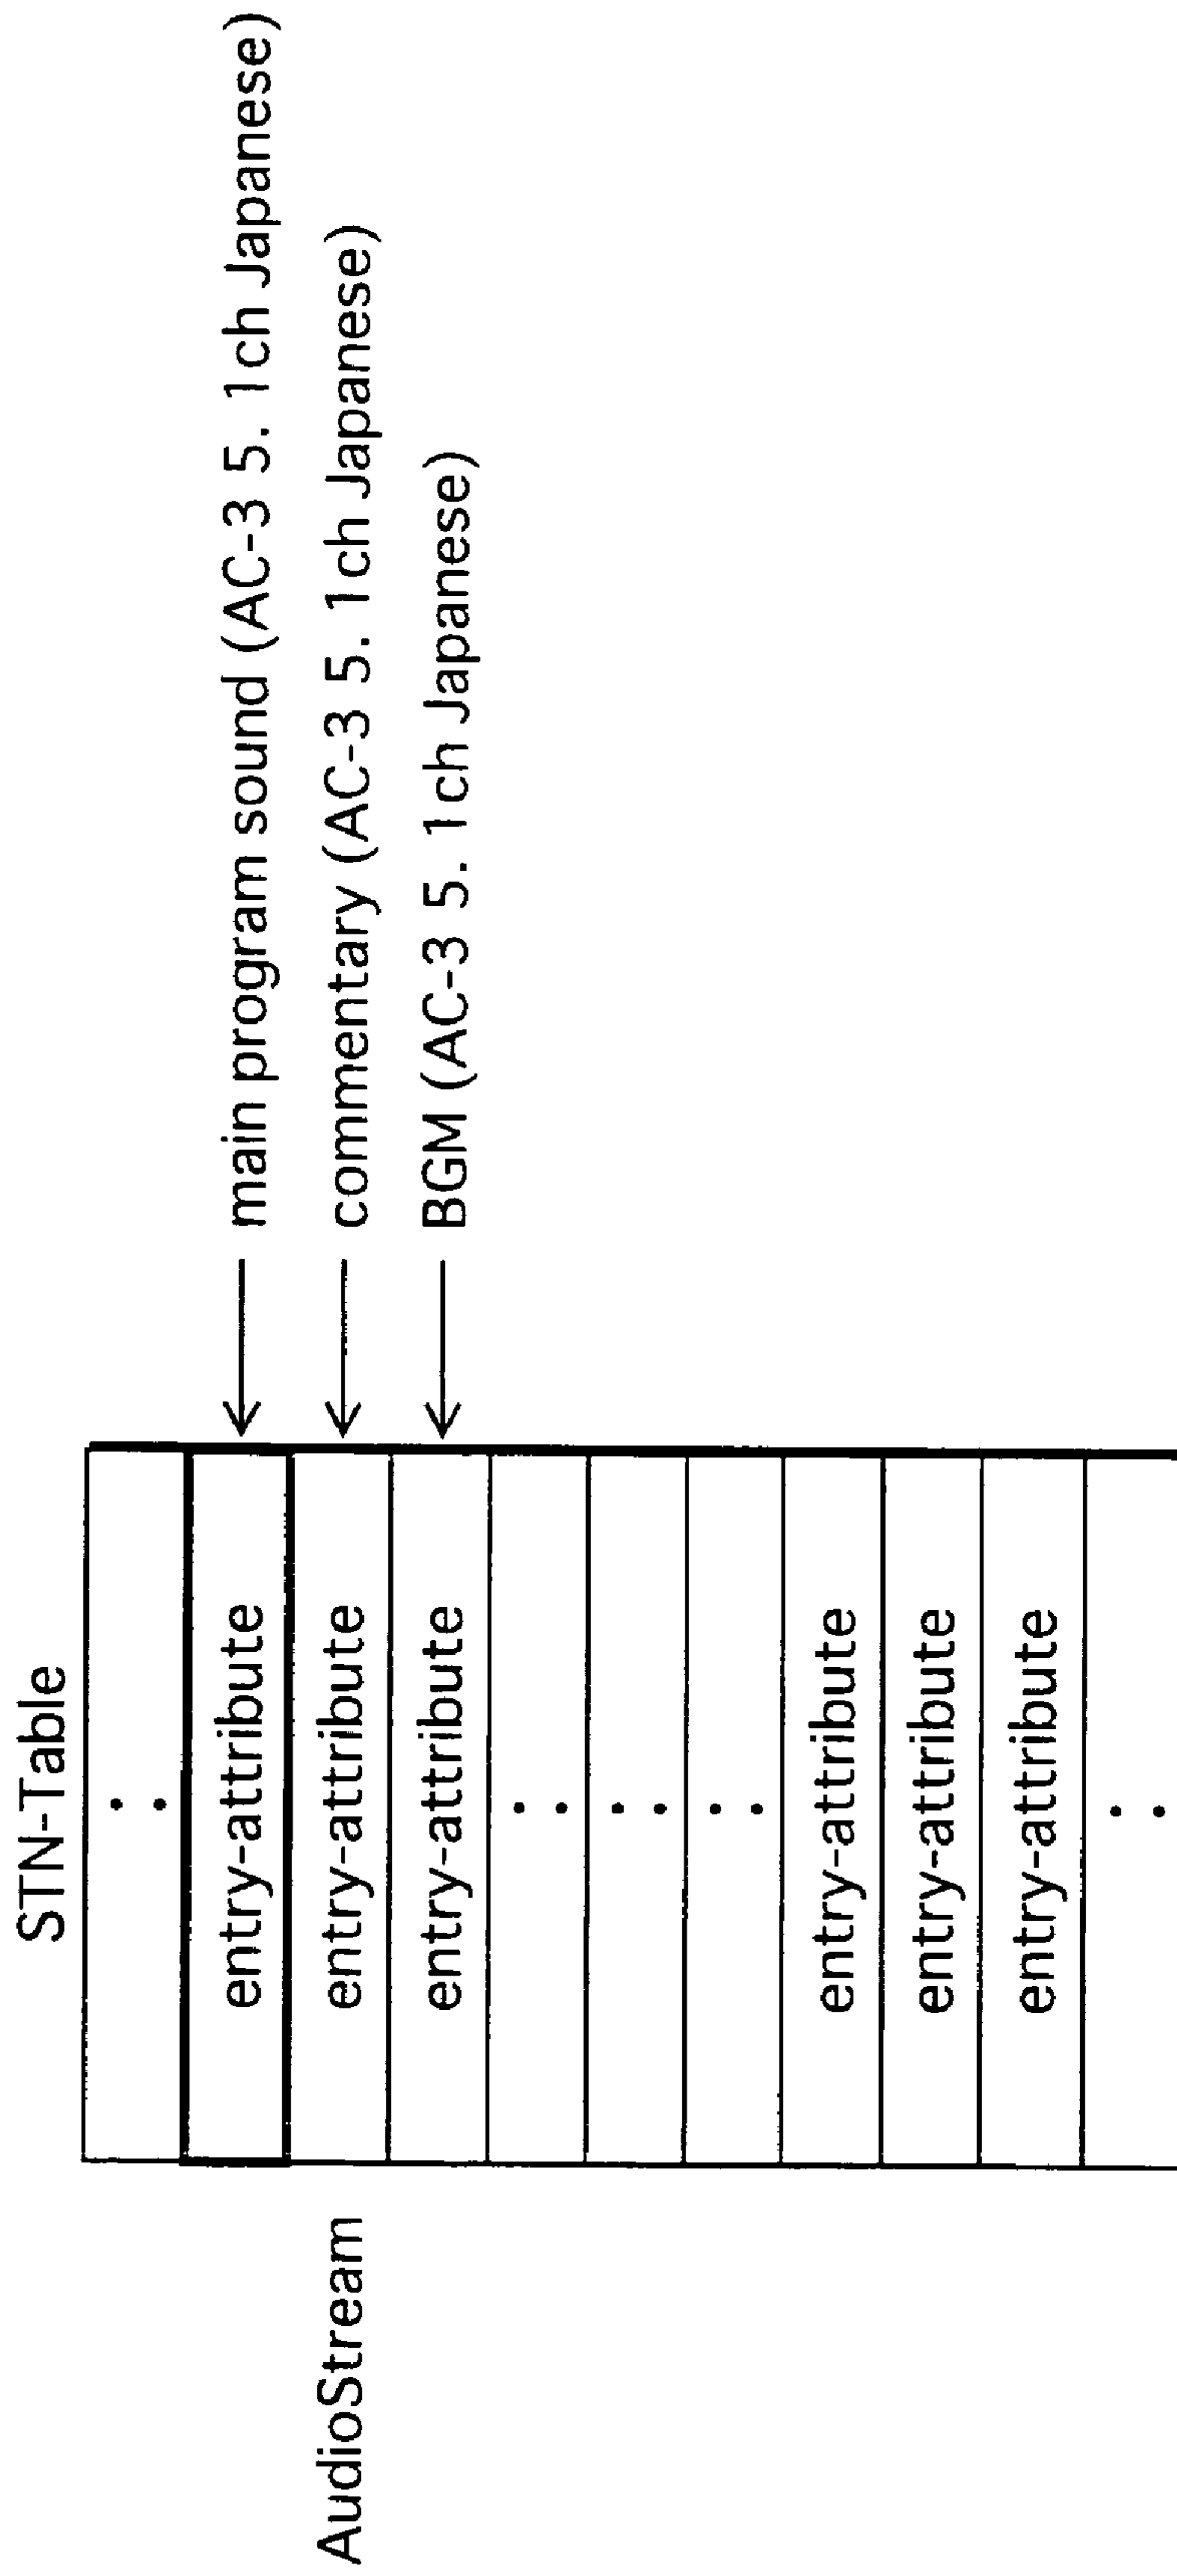 STN-Table
entry-attribute
main program sound (AC-3 5. 1ch Japanese)
AudioStream
entry-attribute
commentary (AC-3 5. 1ch Japanese)
entry-attribute
BGM (AC-3 5. 1ch Japanese)
entry-attribute
entry-attribute
entry-attribute